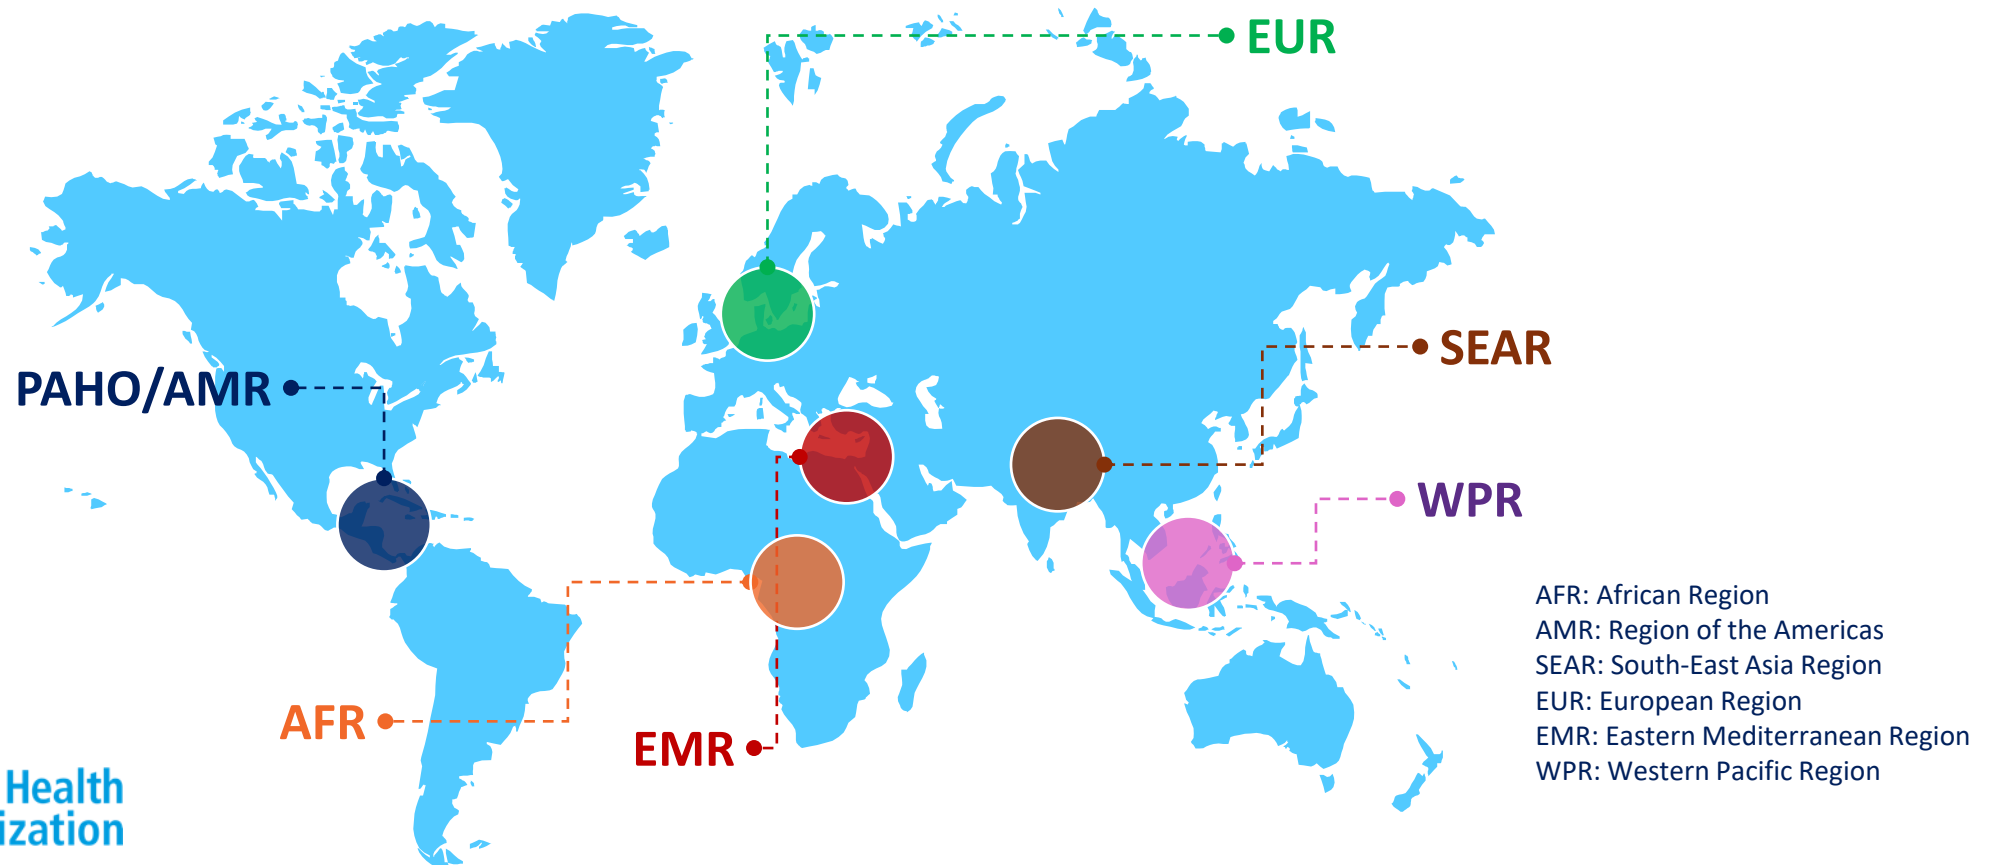 EUR
SEAR
PAHO/AMR
WPR
AFR: African Region
AMR: Region of the Americas
SEAR: South-East Asia Region
EUR: European Region
EMR: Eastern Mediterranean Region
WPR: Western Pacific Region
AFR
EMR
Health
ization